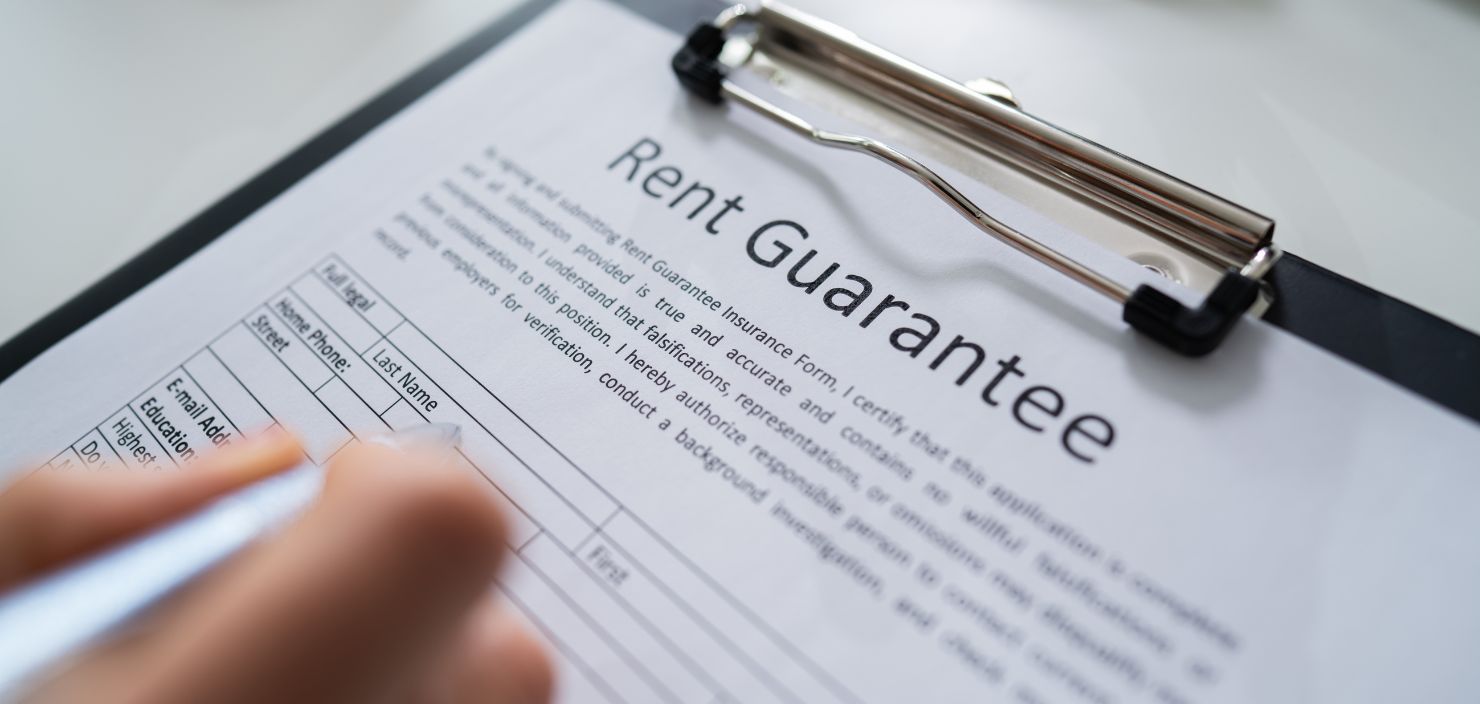 Rent Guarantee
By signing and submitting Rent Guarantee Insurance Form, I certify that this application is complete
and all information provided is true and accurate and contains no willful falsifications or
misrepresentation. I understand that falsifications, representations, or omissions may disqualify
from consideration to this position. I hereby authorize responsible person to contact current
previous employers for verification, conduct a background investigation, and check
record.
Full legal
Last Name
First
Home Phone:
Street
E-mail
Education:
Highest